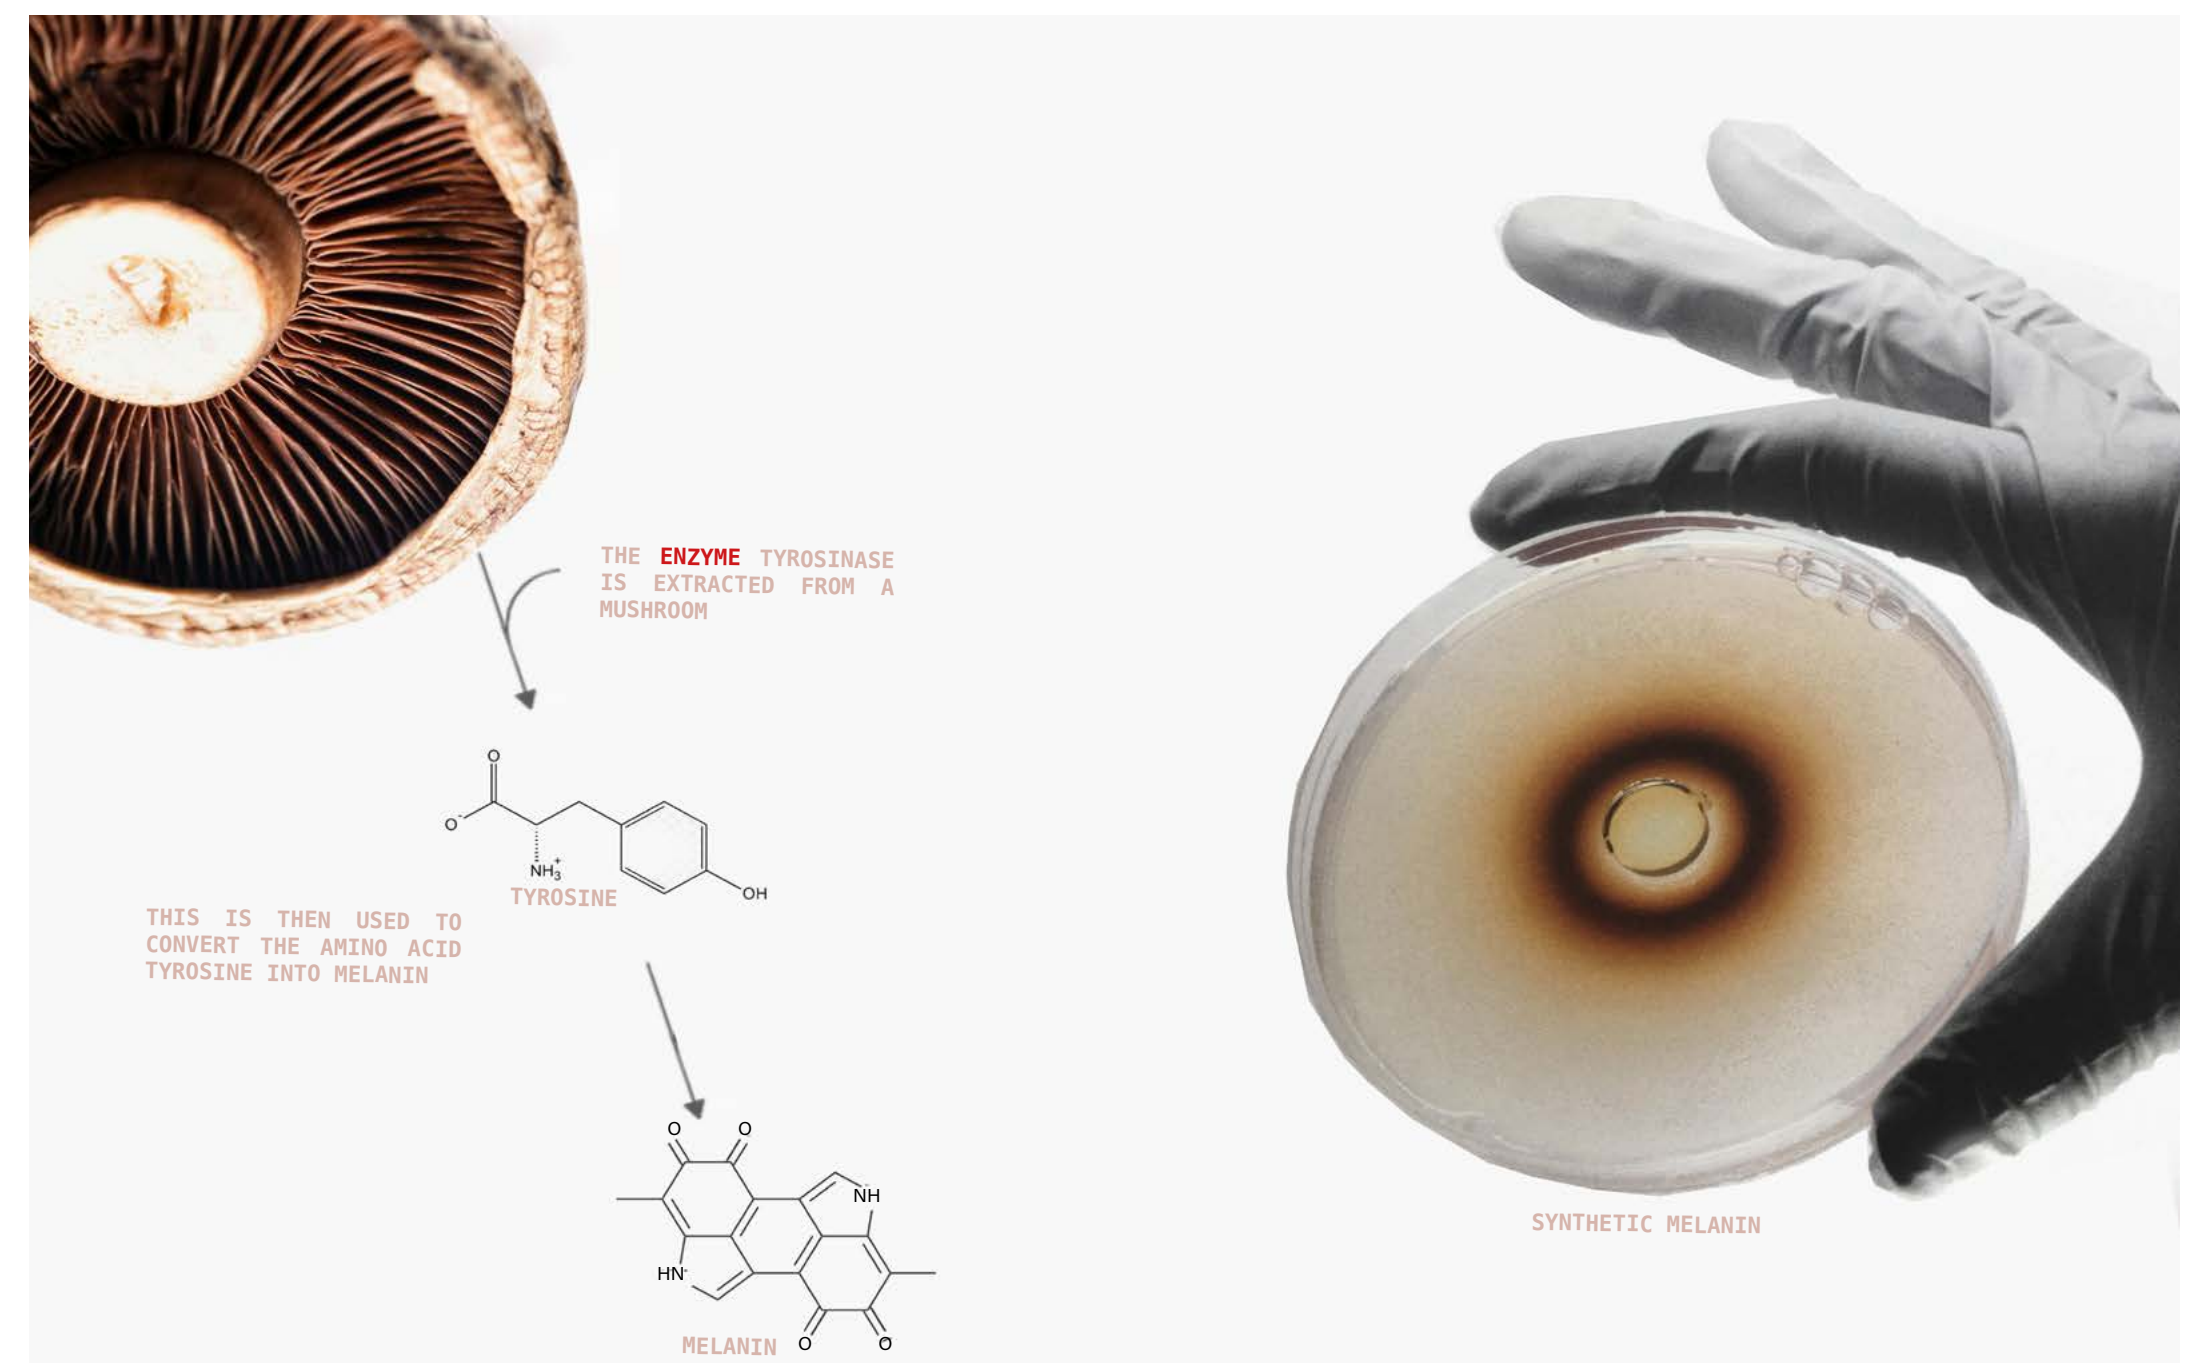 THE ENZYME TYROSINASE
IS EXTRACTED FROM A
MUSHROOM
O
O-
NH3+
OH
TYROSINE
THIS IS THEN USED TO
CONVERT THE AMINO ACID
TYROSINE INTO MELANIN
O O
NH
HN
O O
MELANIN
SYNTHETIC MELANIN